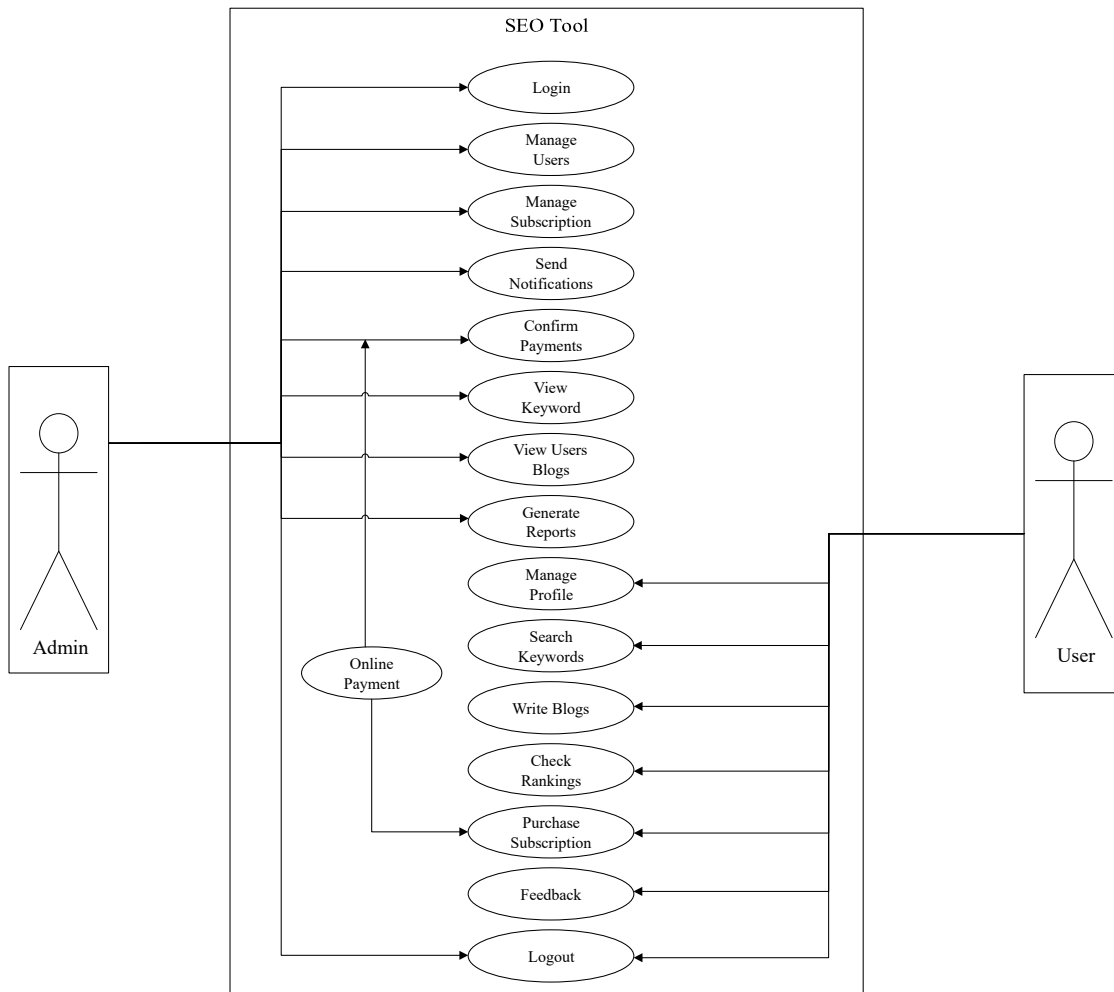 SEO Tool
Login
Manage
Users
Manage
Subscription
Send
Notifications
Confirm
Payments
View
Keyword
View Users
Blogs
Generate
Reports
Manage
Profile
Search
Keywords
Admin
User
Online
Payment
Write Blogs
Check
Rankings
Purchase
Subscription
Feedback
Logout